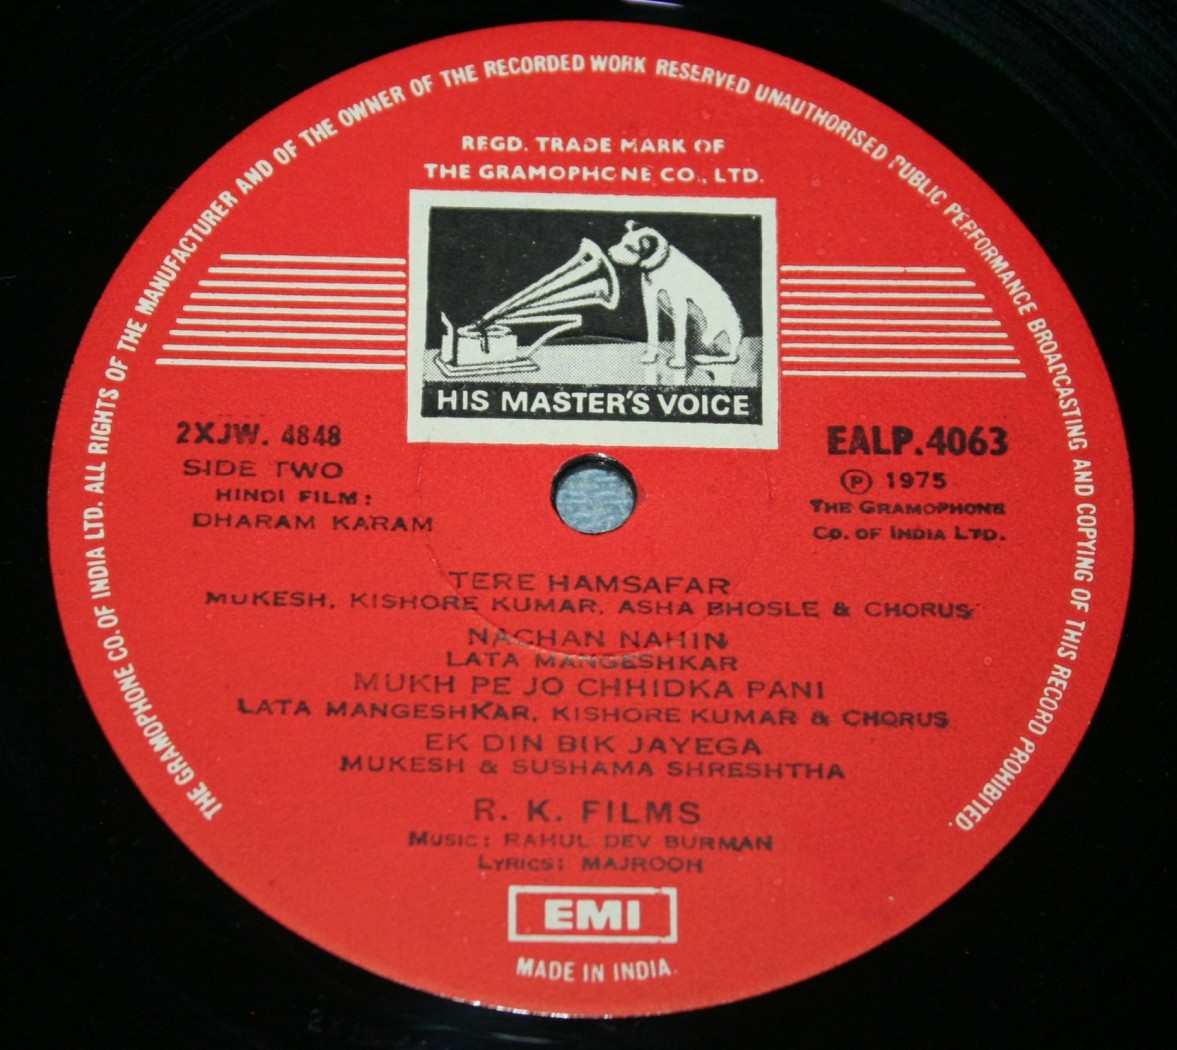 THE GRAMOPHONE CO. OF INDIA LTD. ALL RIGHTS OF THE MANUFACTURER AND OF THE OWNER OF THE RECORDED WORK RESERVED UNAUTHORISED PUBLIC PERFORMANCE BROADCASTING AND COPYING OF THIS RECORD PROHIBITED.
REGD. TRADE MARK OF
THE GRAMOPHONE CO., LTD.
HIS MASTER'S VOICE
2XJW. 4848
SIDE TWO
HINDI FILM:
DHARAM KARAM
EALP.4063
Ⓟ 1975
THE GRAMOPHONE
CO. OF INDIA LTD.
TERE HAMSAFAR
MUKESH, KISHORE KUMAR, ASHA BHOSLE & CHORUS
NACHAN NAHIN
LATA MANGESHKAR
MUKH PE JO CHHIDKA PANI
LATA MANGESHKAR, KISHORE KUMAR & CHORUS
EK DIN BIK JAYEGA
MUKESH & SUSHAMA SHRESHTHA
R. K. FILMS
MUSIC: RAHUL DEV BURMAN
LYRICS: MAJROOH
EMI
MADE IN INDIA.